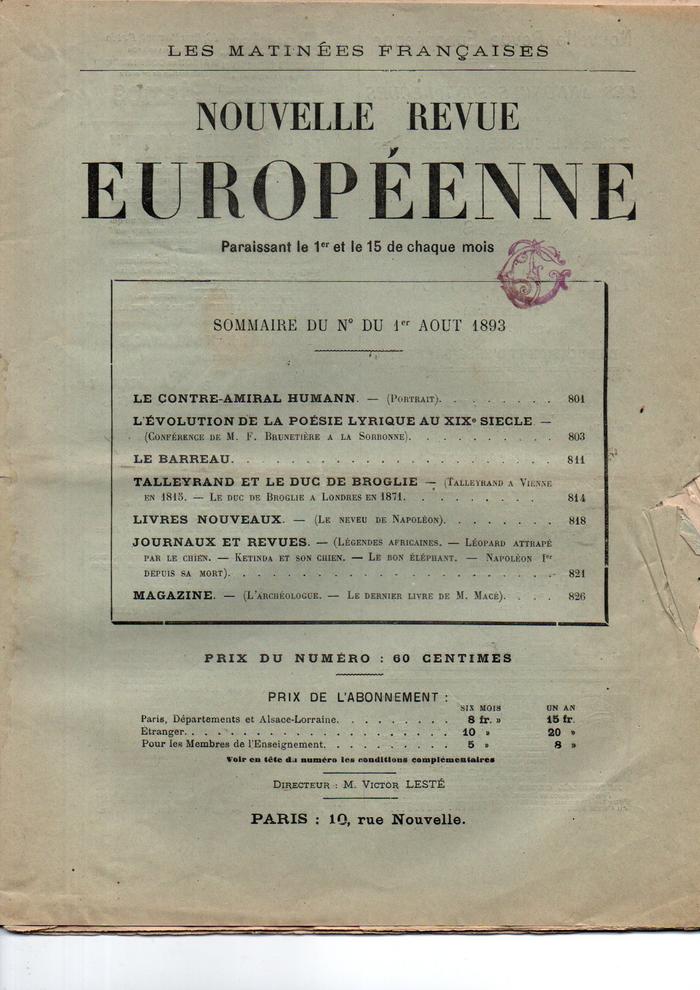 LES MATINÉES FRANÇAISES
NOUVELLE REVUE
EUROPÉENNE
Paraissant le 1er et le 15 de chaque mois
SOMMAIRE DU N° DU 1er AOUT 1893
LE CONTRE-AMIRAL HUMANN. — (Portrait). . . . . . . . 801
L'ÉVOLUTION DE LA POÉSIE LYRIQUE AU XIXe SIECLE —
(Conférence de M. F. Brunetière a la Sorbonne). . . . . . . . . . 803
LE BARREAU. . . . . . . . . . . . . . . . . . . . 811
TALLEYRAND ET LE DUC DE BROGLIE — (Talleyrand a Vienne
en 1815. — Le duc de Broglie a Londres en 1871. . . . . . . . . . . 814
LIVRES NOUVEAUX. — (Le neveu de Napoléon). . . . . . . . 818
JOURNAUX ET REVUES. — (Légendes africaines. — Léopard attrapé
par le chien. — Ketinda et son chien. — Le bon éléphant. — Napoléon Ier
depuis sa mort). . . . . . . . . . . . . . . . . . . . . 821
MAGAZINE. — (L'archéologue. — Le dernier livre de M. Macé). . . . 826
PRIX DU NUMÉRO : 60 CENTIMES
PRIX DE L'ABONNEMENT :
SIX MOIS UN AN
Paris, Départements et Alsace-Lorraine. . . . . . . . . 8 fr. » 15 fr.
Etranger. . . . . . . . . . . . . . . . . . . . . 10 » 20 »
Pour les Membres de l'Enseignement. . . . . . . . . . 5 » 8 »
Voir en tête du numéro les conditions complémentaires
Directeur : M. Victor LESTÉ
PARIS : 10, rue Nouvelle.